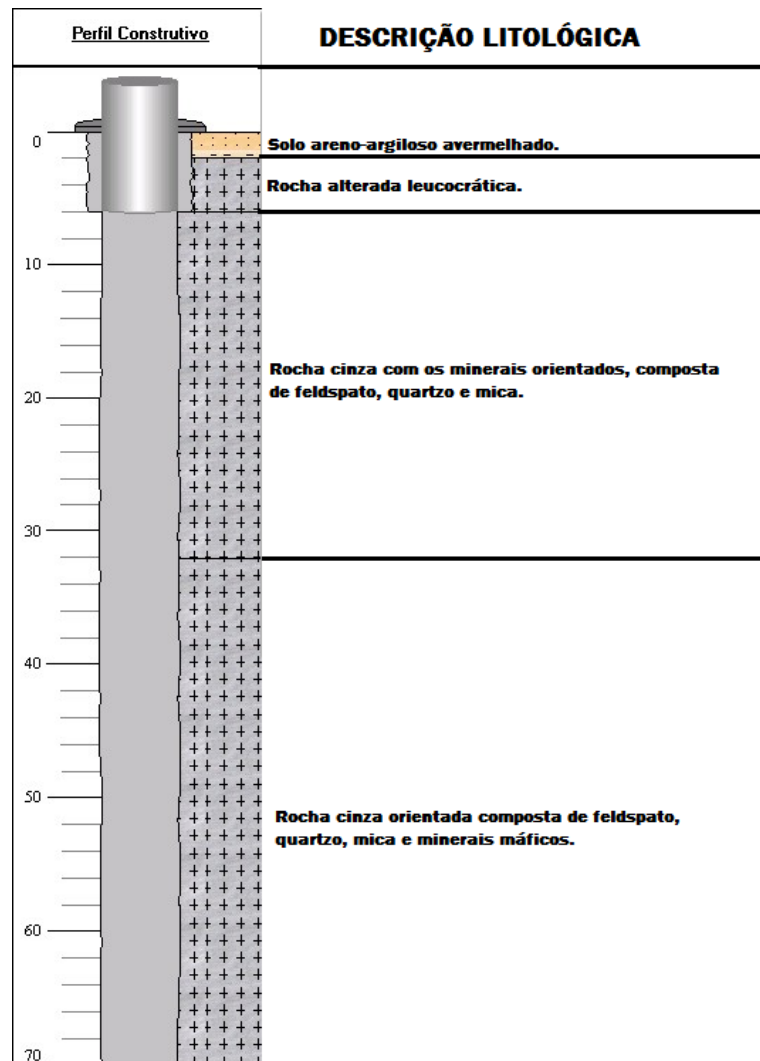 Perfil Construtivo
DESCRIÇÃO LITOLÓGICA
0
Solo areno-argiloso avermelhado.
Rocha alterada leucocrática.
10
Rocha cinza com os minerais orientados, composta
de feldspato, quartzo e mica.
20
30
40
50
Rocha cinza orientada composta de feldspato,
quartzo, mica e minerais máficos.
60
70